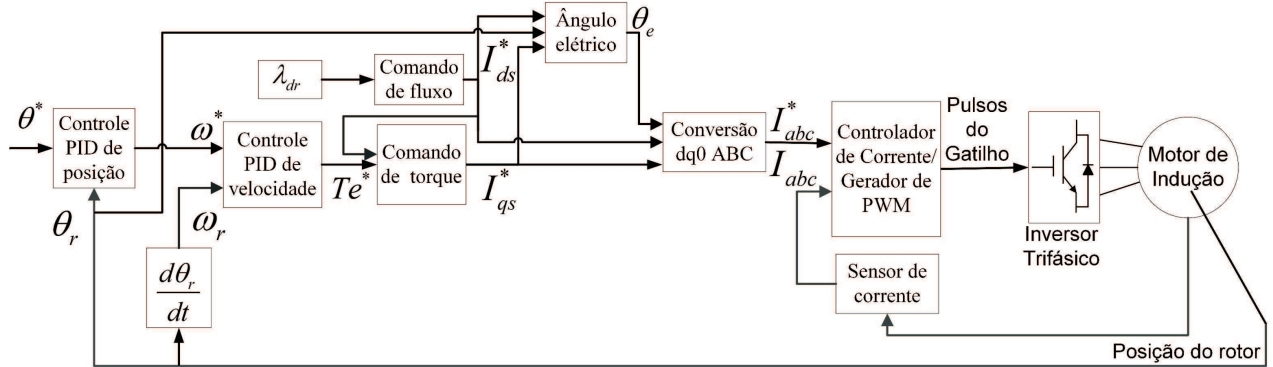 θ*
Controle
PID de
posição
θr
ω*
ωr
dθr
dt
Controle
PID de
velocidade
Te*
λdr
Comando
de fluxo
I*ds
Comando
de torque
I*qs
Ângulo
elétrico
θe
Conversão
dq0 ABC
I*abc
Iabc
Controlador
de Corrente/
Gerador de
PWM
Sensor de
corrente
Pulsos
do
Gatilho
Inversor
Trifásico
Motor de
Indução
Posição do rotor